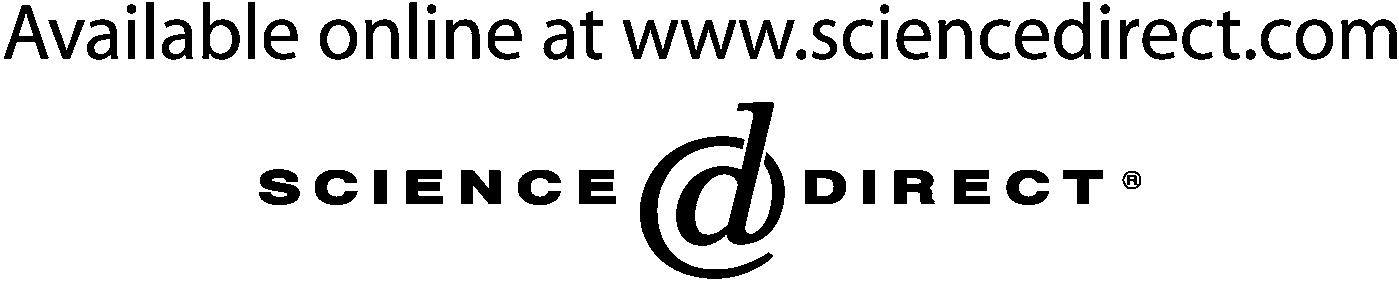 Available online at www.sciencedirect.com
SCIENCE @ DIRECT®